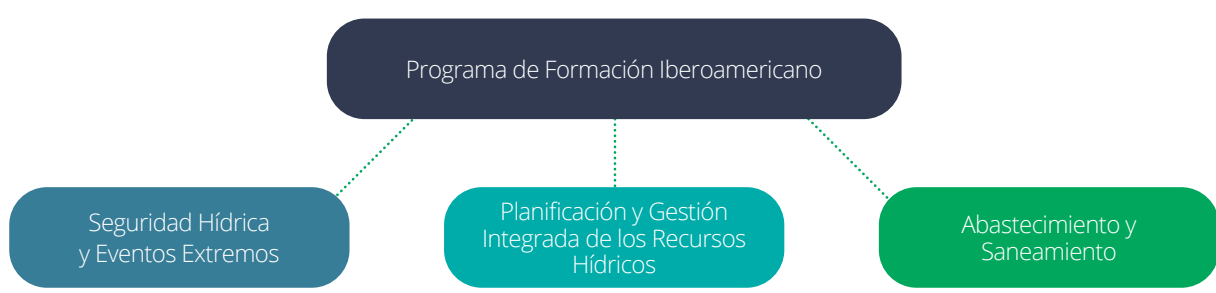 Programa de Formación Iberoamericano
Seguridad Hídrica
y Eventos Extremos
Planificación y Gestión
Integrada de los Recursos
Hídricos
Abastecimiento y
Saneamiento